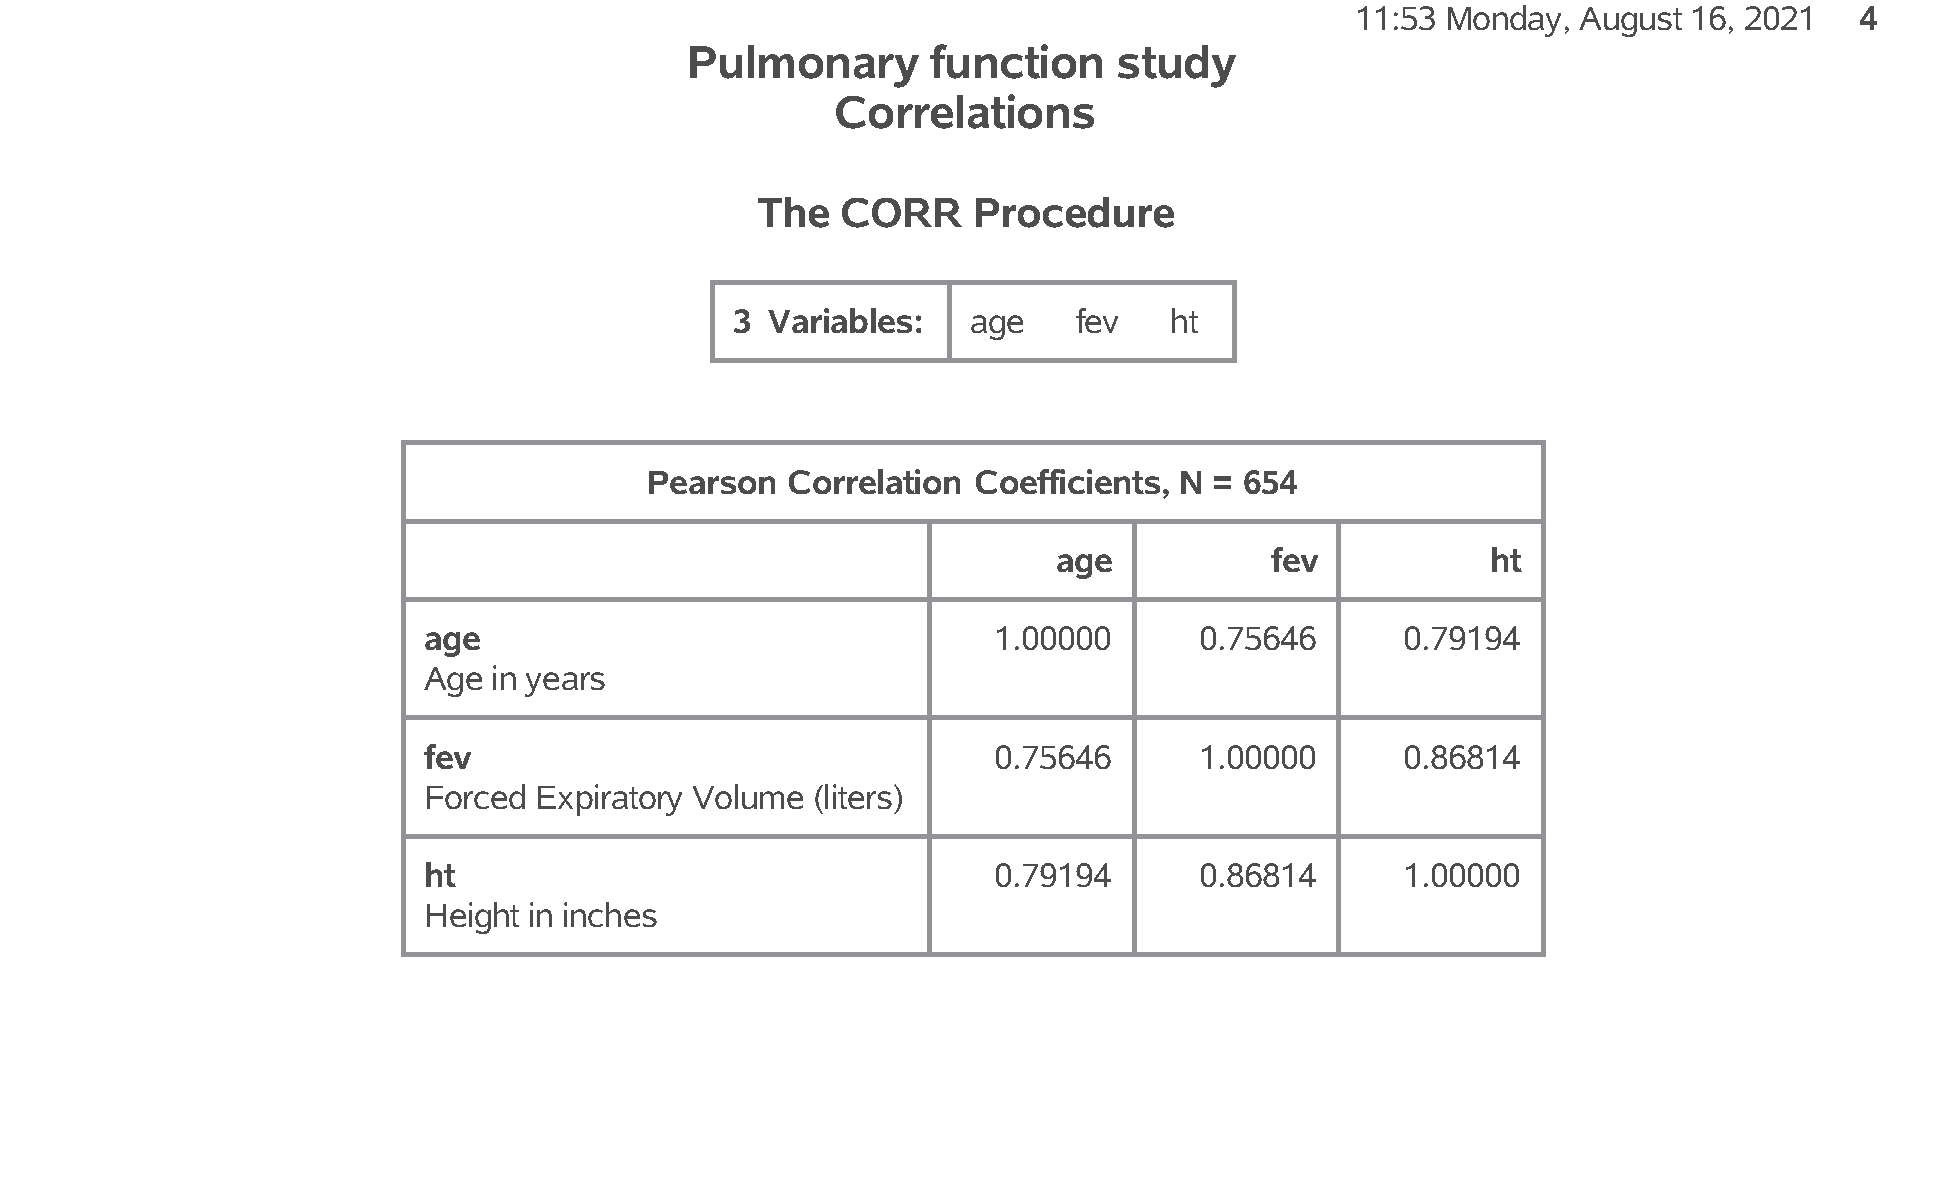 11:53 Monday, August 16, 2021 4
Pulmonary function study
Correlations
The CORR Procedure
3 Variables: age fev ht
Pearson Correlation Coefficients, N = 654
age fev ht
age 1.00000 0.75646 0.79194
Age in years
fev 0.75646 1.00000 0.86814
Forced Expiratory Volume (liters)
ht 0.79194 0.86814 1.00000
Height in inches